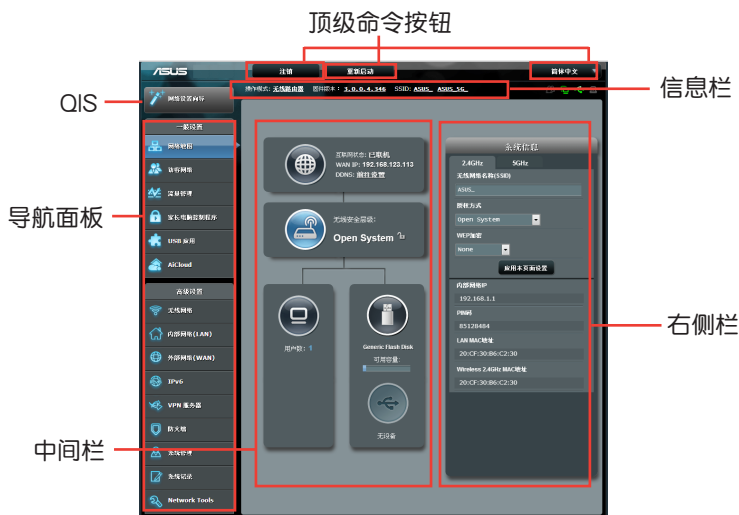 顶级命令按钮
ASUS
注销
重新启动
简体中文
操作模式: 无线路由器 固件版本: 3.0.0.4.346 SSID: ASUS_ ASUS_5G_
信息栏
QIS
网络设置向导
一般设置
网络地图
访客网络
流量管理
家长电脑控制程序
USB 应用
AiCloud
导航面板
高级设置
无线网络
内部网络(LAN)
外部网络(WAN)
IPv6
VPN 服务器
防火墙
系统管理
系统记录
Network Tools
互联网状态: 已联机
WAN IP: 192.168.123.113
DDNS: 前往设置
无线安全层级:
Open System
用户数: 1
Generic Flash Disk
可用容量:
无设备
中间栏
系统信息
2.4GHz 5GHz
无线网络名称(SSID)
ASUS_
授权方式
Open System
WEP加密
None
应用本页面设置
内部网络IP
192.168.1.1
PIN码
85128484
LAN MAC地址
20:CF:30:B6:C2:30
Wireless 2.4GHz MAC地址
20:CF:30:B6:C2:30
右侧栏